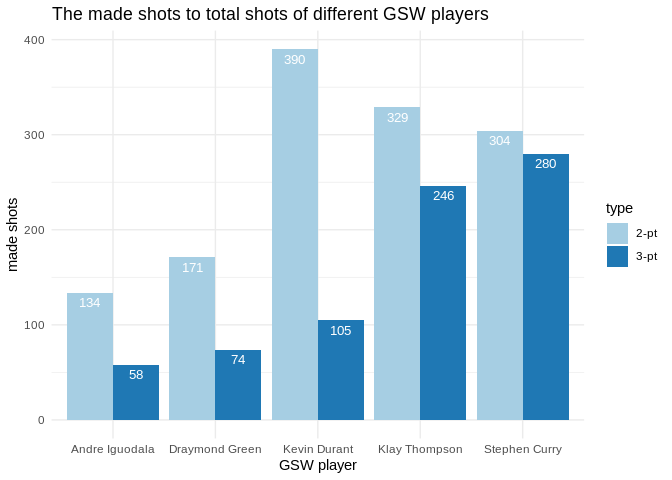 The made shots to total shots of different GSW players
made shots
400
300
200
100
0
134
58
171
74
390
105
329
246
304
280
Andre Iguodala
Draymond Green
Kevin Durant
Klay Thompson
Stephen Curry
GSW player
type
2-pt
3-pt